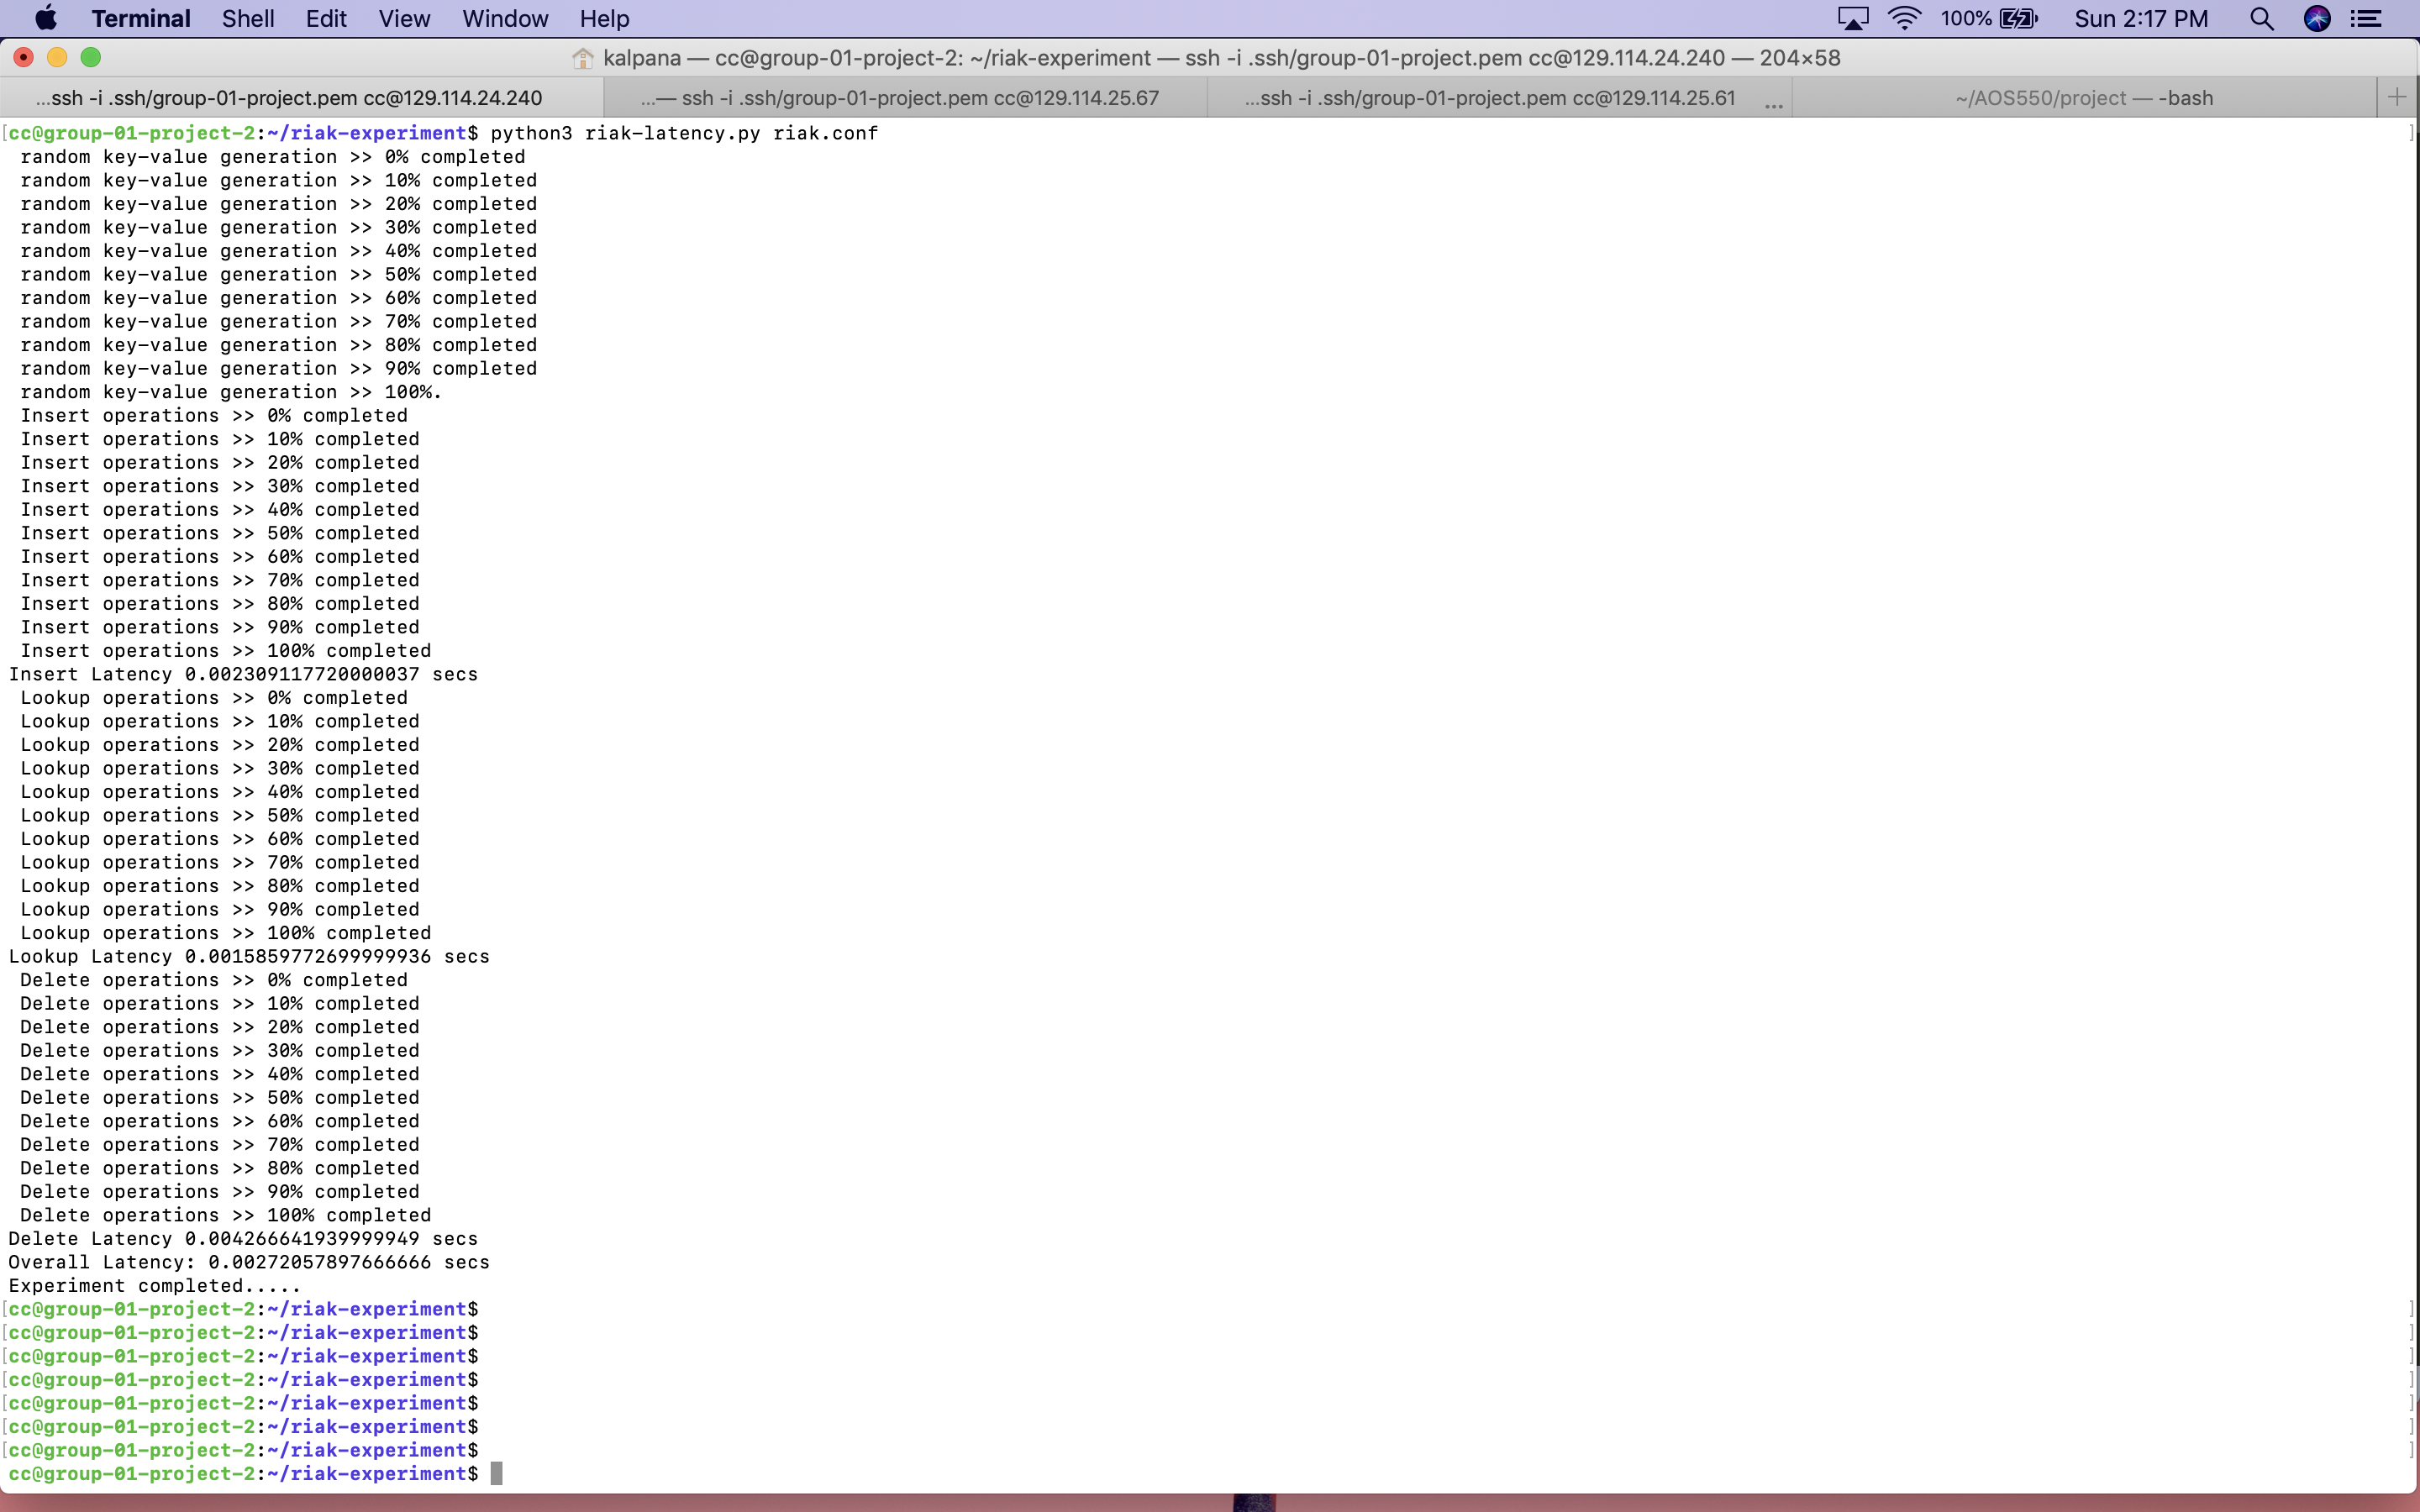 Terminal Shell Edit View Window Help 100% Sun 2:17 PM
kalpana — cc@group-01-project-2: ~/riak-experiment — ssh -i .ssh/group-01-project.pem cc@129.114.24.240 — 204×58
...ssh -i .ssh/group-01-project.pem cc@129.114.24.240 ...— ssh -i .ssh/group-01-project.pem cc@129.114.25.67 ...ssh -i .ssh/group-01-project.pem cc@129.114.25.61 ... ~/AOS550/project — -bash +
[cc@group-01-project-2:~/riak-experiment$ python3 riak-latency.py riak.conf ]
random key-value generation >> 0% completed
random key-value generation >> 10% completed
random key-value generation >> 20% completed
random key-value generation >> 30% completed
random key-value generation >> 40% completed
random key-value generation >> 50% completed
random key-value generation >> 60% completed
random key-value generation >> 70% completed
random key-value generation >> 80% completed
random key-value generation >> 90% completed
random key-value generation >> 100%.
Insert operations >> 0% completed
Insert operations >> 10% completed
Insert operations >> 20% completed
Insert operations >> 30% completed
Insert operations >> 40% completed
Insert operations >> 50% completed
Insert operations >> 60% completed
Insert operations >> 70% completed
Insert operations >> 80% completed
Insert operations >> 90% completed
Insert operations >> 100% completed
Insert Latency 0.002309117720000037 secs
Lookup operations >> 0% completed
Lookup operations >> 10% completed
Lookup operations >> 20% completed
Lookup operations >> 30% completed
Lookup operations >> 40% completed
Lookup operations >> 50% completed
Lookup operations >> 60% completed
Lookup operations >> 70% completed
Lookup operations >> 80% completed
Lookup operations >> 90% completed
Lookup operations >> 100% completed
Lookup Latency 0.0015859772699999936 secs
Delete operations >> 0% completed
Delete operations >> 10% completed
Delete operations >> 20% completed
Delete operations >> 30% completed
Delete operations >> 40% completed
Delete operations >> 50% completed
Delete operations >> 60% completed
Delete operations >> 70% completed
Delete operations >> 80% completed
Delete operations >> 90% completed
Delete operations >> 100% completed
Delete Latency 0.004266641939999949 secs
Overall Latency: 0.00272057897666666 secs
Experiment completed.....
[cc@group-01-project-2:~/riak-experiment$ ]
[cc@group-01-project-2:~/riak-experiment$ ]
[cc@group-01-project-2:~/riak-experiment$ ]
[cc@group-01-project-2:~/riak-experiment$ ]
[cc@group-01-project-2:~/riak-experiment$ ]
[cc@group-01-project-2:~/riak-experiment$ ]
[cc@group-01-project-2:~/riak-experiment$ ]
cc@group-01-project-2:~/riak-experiment$